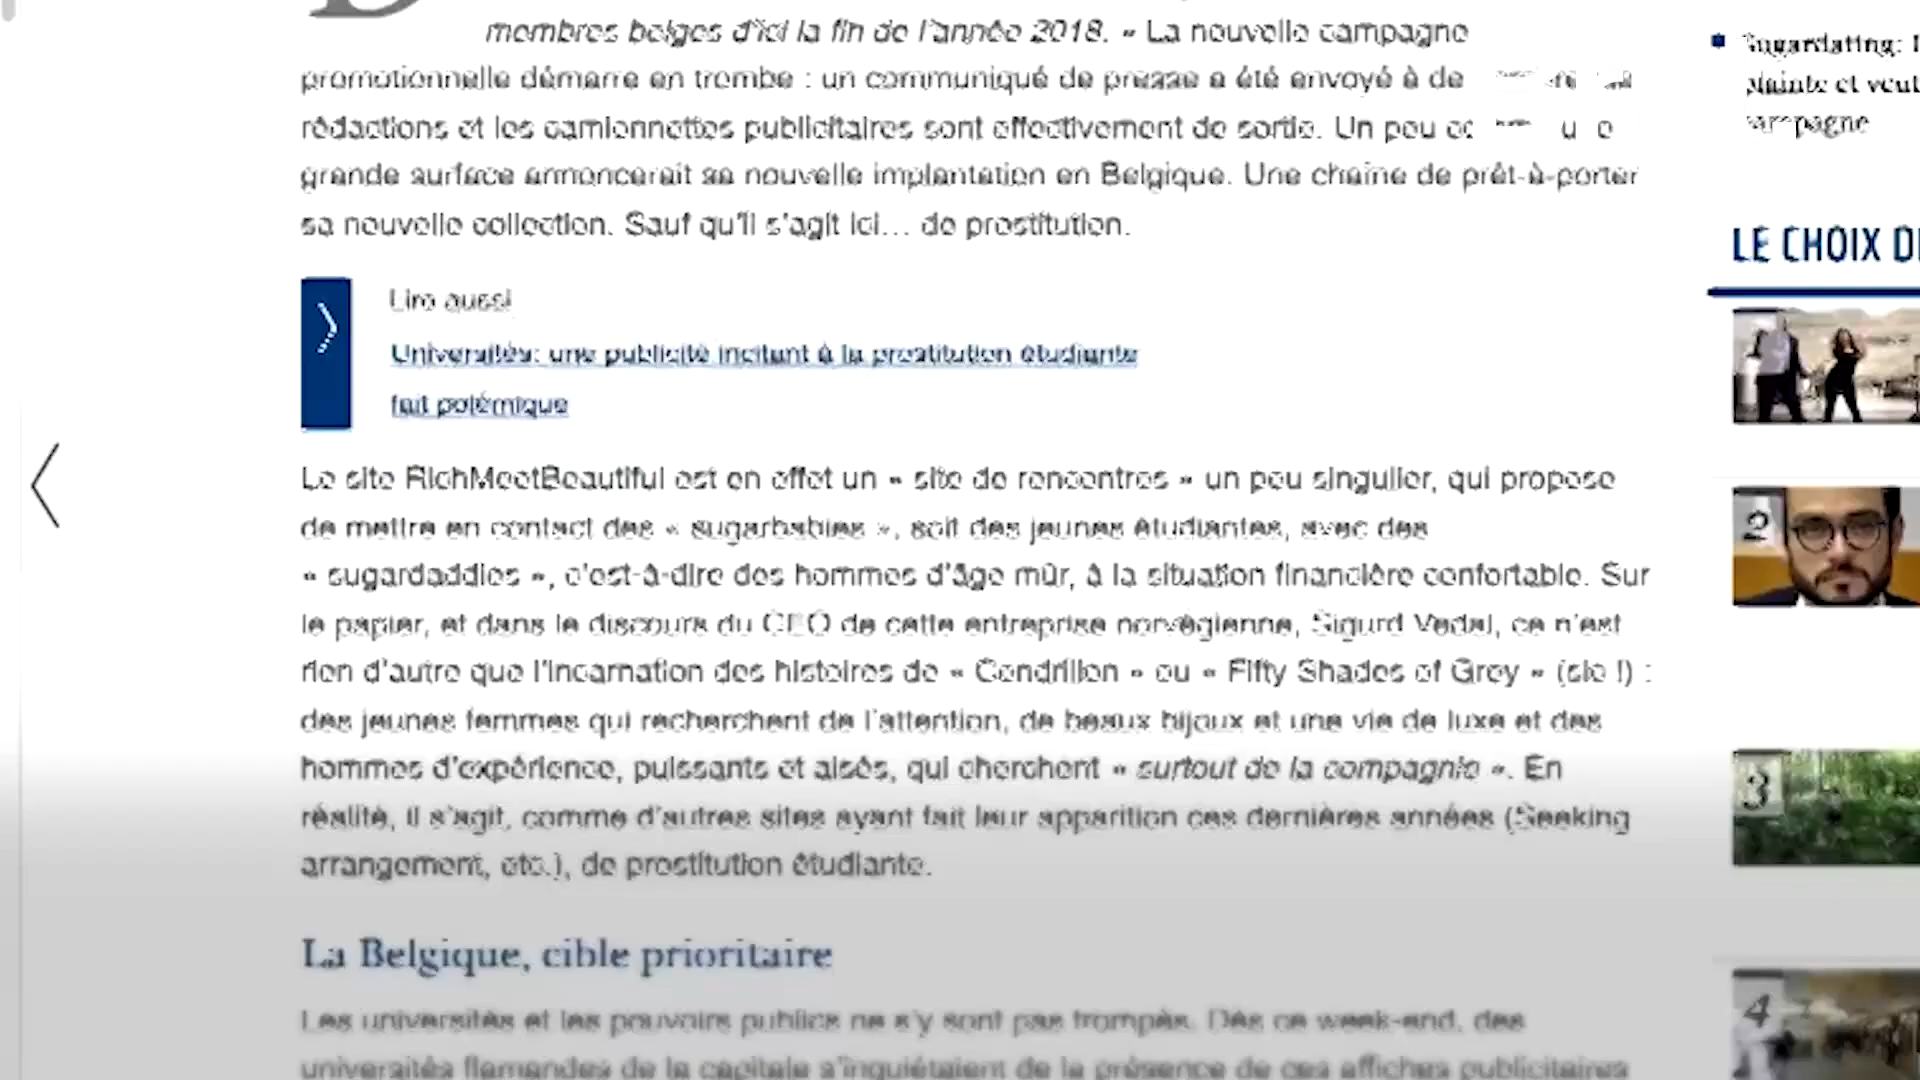 membres belges d'ici la fin de l'année 2018. » La nouvelle campagne
promotionnelle démarre en trombe : un communiqué de presse a été envoyé à de
rédactions et les camionnettes publicitaires sont effectivement de sortie. Un peu
grande surface annoncerait sa nouvelle implantation en Belgique. Une chaîne de prêt-à-porter
sa nouvelle collection. Sauf qu'il s'agit ici... de prostitution.
Lire aussi
Universités: une publicité incitant à la prostitution étudiante
fait polémique
Le site RichMeetBeautiful est en effet un « site de rencontres » un peu singulier, qui propose
de mettre en contact des « sugarbabies », soit des jeunes étudiantes, avec des
« sugardaddies », c'est-à-dire des hommes d'âge mûr, à la situation financière confortable. Sur
le papier, et dans le discours du CEO de cette entreprise norvégienne, Sigurd Vedal, ce n'est
rien d'autre que l'incarnation des histoires de « Cendrillon » ou « Fifty Shades of Grey » (sic !) :
des jeunes femmes qui recherchent de l'attention, de beaux bijoux et une vie de luxe et des
hommes d'expérience, puissants et aisés, qui cherchent « surtout de la compagnie ». En
réalité, il s'agit, comme d'autres sites ayant fait leur apparition ces dernières années (Seeking
arrangement, etc.), de prostitution étudiante.
La Belgique, cible prioritaire
Les universités et les pouvoirs publics ne s'y sont pas trompés. Dès ce week-end, des
universités flamandes de la capitale s'inquiétaient de la présence de ces affiches publicitaires
Sugardating:
plainte et veut
campagne
LE CHOIX
2
3
4